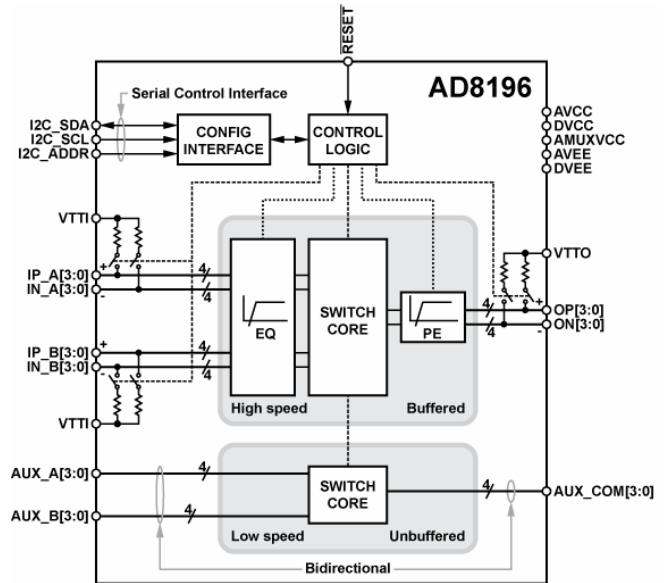 RESET
AD8196
Serial Control Interface
I2C_SDA
I2C_SCL
I2C_ADDR
CONFIG
INTERFACE
CONTROL
LOGIC
AVCC
DVCC
AMUXVCC
AVEE
DVEE
VTTI
+
IP_A[3:0]
IN_A[3:0]
-
4
4
EQ
SWITCH
CORE
PE
VTTO
4
4
+
OP[3:0]
ON[3:0]
-
+
IP_B[3:0]
IN_B[3:0]
-
4
4
VTTI
High speed
Buffered
AUX_A[3:0]
4
AUX_B[3:0]
4
SWITCH
CORE
4
AUX_COM[3:0]
Low speed
Unbuffered
Bidirectional